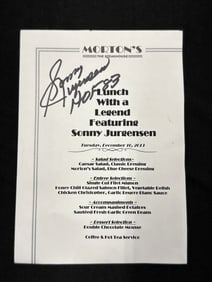 MORTON'S
THE STEAKHOUSE
Sonny
Jurgensen
HOF 83
Lunch
With a
Legend
Featuring
Sonny Jurgensen
Tuesday, December 10, 2013
~Salad Selections~
Caesar Salad, Classic Dressing
Morton's Salad, Blue Cheese Dressing
~Entrée Selections~
Single Cut Filet Mignon
Honey Chili Glazed Salmon Fillet, Vegetable Relish
Chicken Christopher, Garlic Beurre Blanc Sauce
~Accompaniments~
Sour Cream Mashed Potatoes
Sautéed Fresh Garlic Green Beans
~Dessert Selection~
Double Chocolate Mousse
Coffee & Hot Tea Service